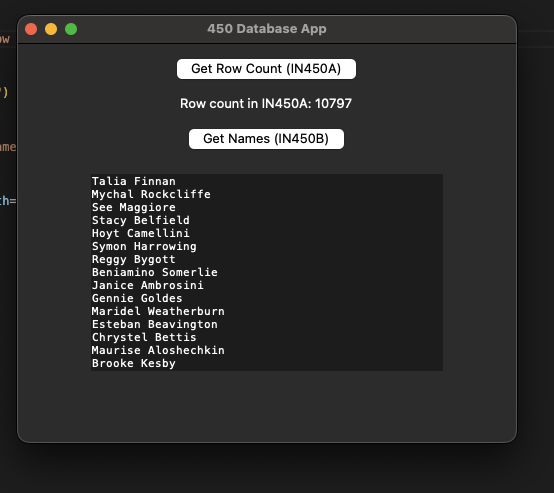 450 Database App
ow
Get Row Count (IN450A)
Row count in IN450A: 10797
")
Get Names (IN450B)
ame
th=
Talia Finnan
Mychal Rockcliffe
See Maggiore
Stacy Belfield
Hoyt Camellini
Symon Harrowing
Reggy Bygott
Beniamino Somerlie
Janice Ambrosini
Gennie Goldes
Maridel Weatherburn
Esteban Beavington
Chrystel Bettis
Maurise Aloshechkin
Brooke Kesby